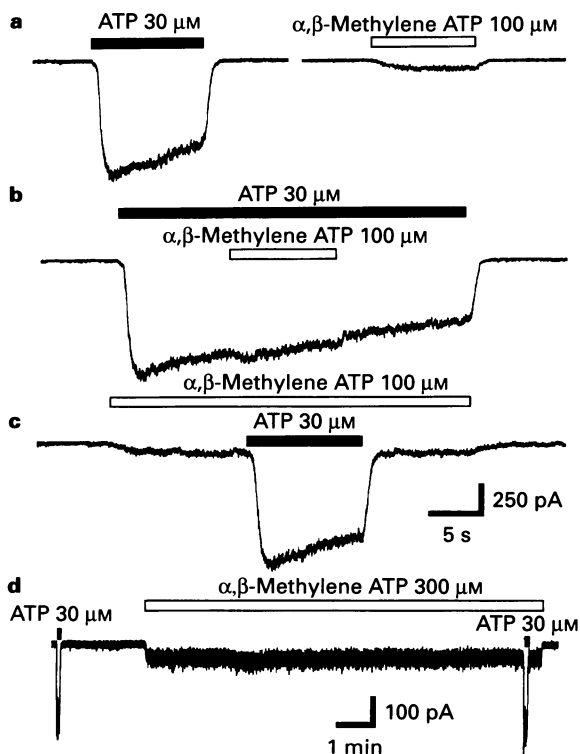 a
ATP 30 μM
α,β-Methylene ATP 100 μM
b
ATP 30 μM
α,β-Methylene ATP 100 μM
α,β-Methylene ATP 100 μM
c
ATP 30 μM
250 pA
5 s
d
α,β-Methylene ATP 300 μM
ATP 30 μM
ATP 30 μM
100 pA
1 min